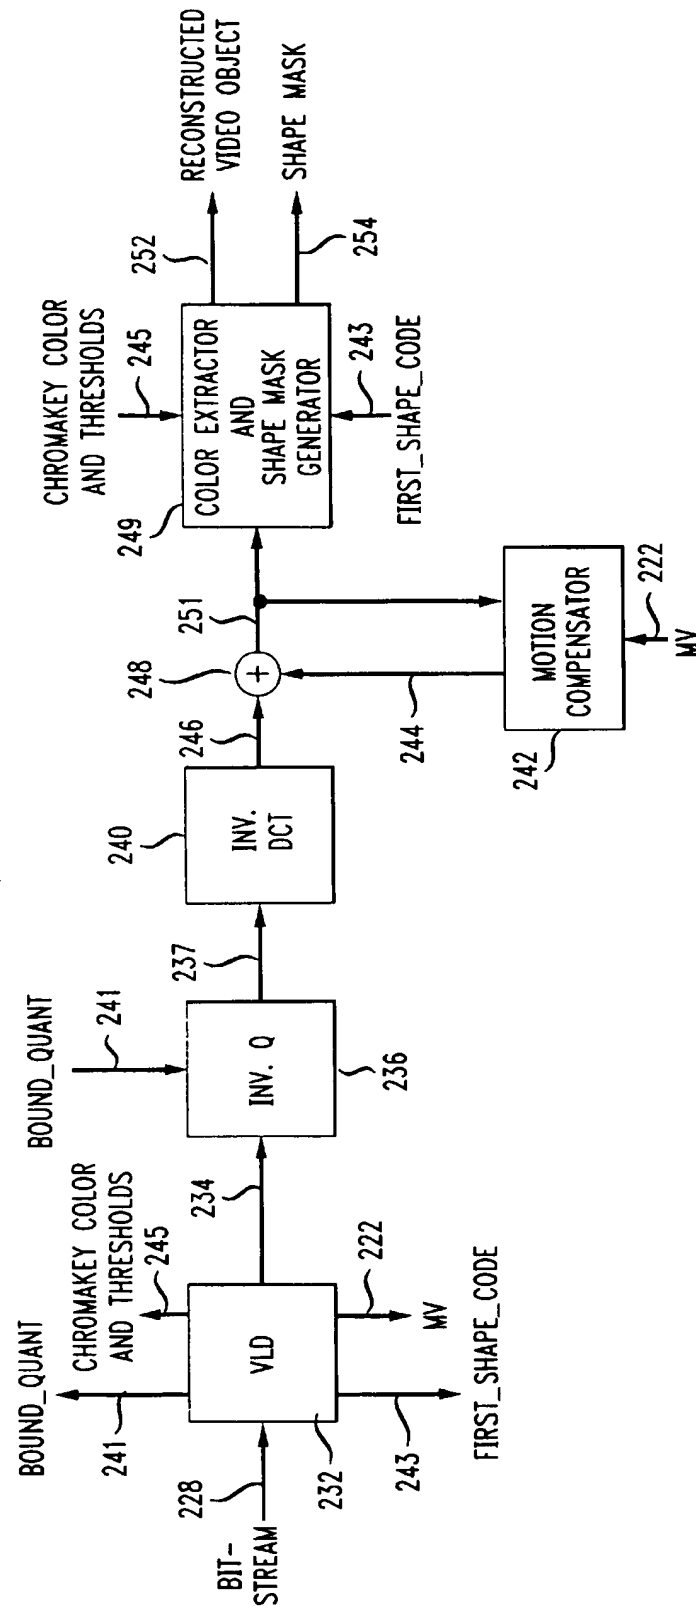 BIT-
STREAM
228
VLD
232
BOUND_QUANT
241
CHROMAKEY COLOR
AND THRESHOLDS
245
222
MV
243
FIRST_SHAPE_CODE
234
BOUND_QUANT
241
INV. Q
236
237
INV.
DCT
240
246
248
+
251
244
MOTION
COMPENSATOR
242
222
MV
CHROMAKEY COLOR
AND THRESHOLDS
245
249
COLOR EXTRACTOR
AND
SHAPE MASK
GENERATOR
243
FIRST_SHAPE_CODE
252
RECONSTRUCTED
VIDEO OBJECT
254
SHAPE MASK